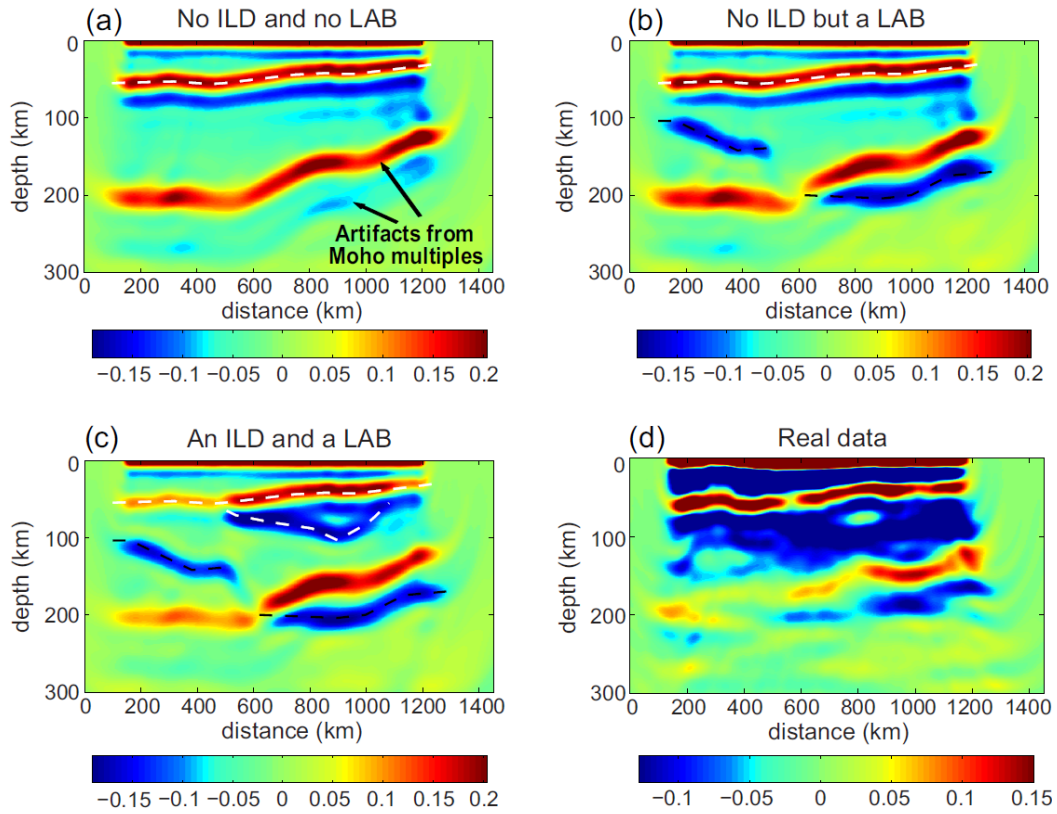 (a) No ILD and no LAB
0
100
200
300
depth (km)
Artifacts from
Moho multiples
0 200 400 600 800 1000 1200 1400
distance (km)
−0.15 −0.1 −0.05 0 0.05 0.1 0.15 0.2
(b) No ILD but a LAB
0
100
200
300
depth (km)
0 200 400 600 800 1000 1200 1400
distance (km)
−0.15 −0.1 −0.05 0 0.05 0.1 0.15 0.2
(c) An ILD and a LAB
0
100
200
300
depth (km)
0 200 400 600 800 1000 1200 1400
distance (km)
−0.15 −0.1 −0.05 0 0.05 0.1 0.15 0.2
(d) Real data
0
100
200
300
depth (km)
0 200 400 600 800 1000 1200 1400
distance (km)
−0.1 −0.05 0 0.05 0.1 0.15